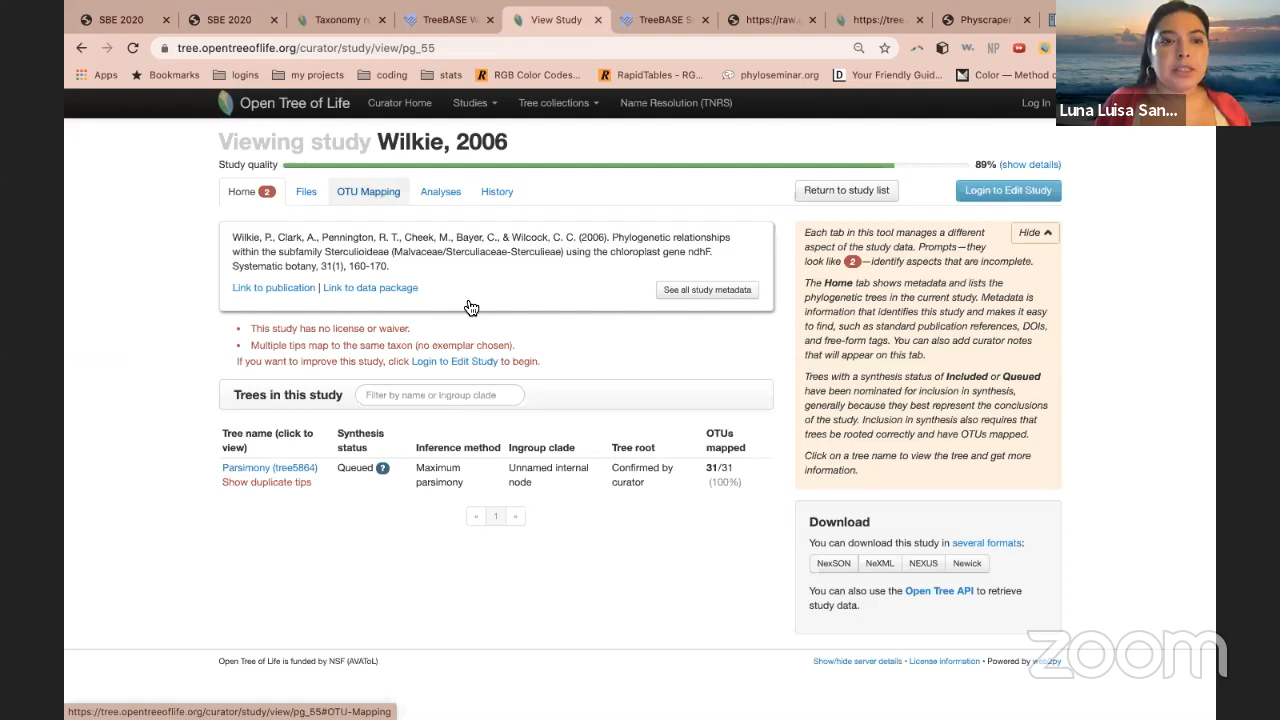 SBE 2020
SBE 2020
Taxonomy re
TreeBASE W
View Study
TreeBASE S
https://raw.
https://tree.
Physcraper
tree.opentreeoflife.org/curator/study/view/pg_55
Apps
Bookmarks
logins
my projects
coding
stats
RGB Color Codes...
RapidTables - RG...
phyloseminar.org
Your Friendly Guid...
Color — Method o
Luna Luisa San...
Open Tree of Life
Curator Home
Studies
Tree collections
Name Resolution (TNRS)
Log In
Viewing study Wilkie, 2006
Study quality
89% (show details)
Home 2
Files
OTU Mapping
Analyses
History
Return to study list
Login to Edit Study
Wilkie, P., Clark, A., Pennington, R. T., Cheek, M., Bayer, C., & Wilcock, C. C. (2006). Phylogenetic relationships
within the subfamily Sterculioideae (Malvaceae/Sterculiaceae-Sterculieae) using the chloroplast gene ndhF.
Systematic botany, 31(1), 160-170.
Link to publication | Link to data package
See all study metadata
• This study has no license or waiver.
• Multiple tips map to the same taxon (no exemplar chosen).
If you want to improve this study, click Login to Edit Study to begin.
Trees in this study
Filter by name or Ingroup clade
Tree name (click to
view)
Synthesis
status
Inference method
Ingroup clade
Tree root
OTUs
mapped
Parsimony (tree5864)
Show duplicate tips
Queued ?
Maximum
parsimony
Unnamed internal
node
Confirmed by
curator
31/31
(100%)
« 1 »
Each tab in this tool manages a different
aspect of the study data. Prompts—they
look like 2—identify aspects that are incomplete.
Hide
The Home tab shows metadata and lists the
phylogenetic trees in the current study. Metadata is
information that identifies this study and makes it easy
to find, such as standard publication references, DOIs,
and free-form tags. You can also add curator notes
that will appear on this tab.
Trees with a synthesis status of Included or Queued
have been nominated for inclusion in synthesis,
generally because they best represent the conclusions
of the study. Inclusion in synthesis also requires that
trees be rooted correctly and have OTUs mapped.
Click on a tree name to view the tree and get more
information.
Download
You can download this study in several formats:
NexSON
NeXML
NEXUS
Newick
You can also use the Open Tree API to retrieve
study data.
zoom
Open Tree of Life is funded by NSF (AVAToL)
Show/hide server details • License information • Powered by web2py
https://tree.opentreeoflife.org/curator/study/view/pg_55#OTU-Mapping